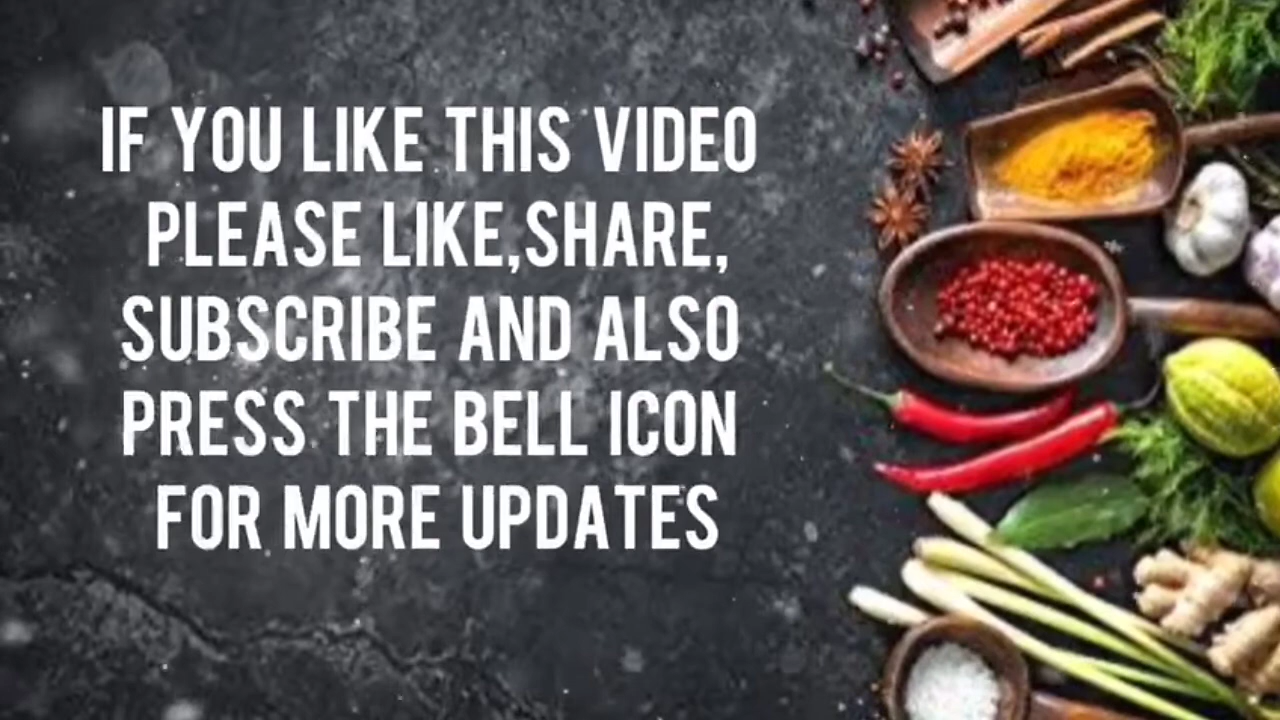 IF YOU LIKE THIS VIDEO
PLEASE LIKE,SHARE,
SUBSCRIBE AND ALSO
PRESS THE BELL ICON
FOR MORE UPDATES